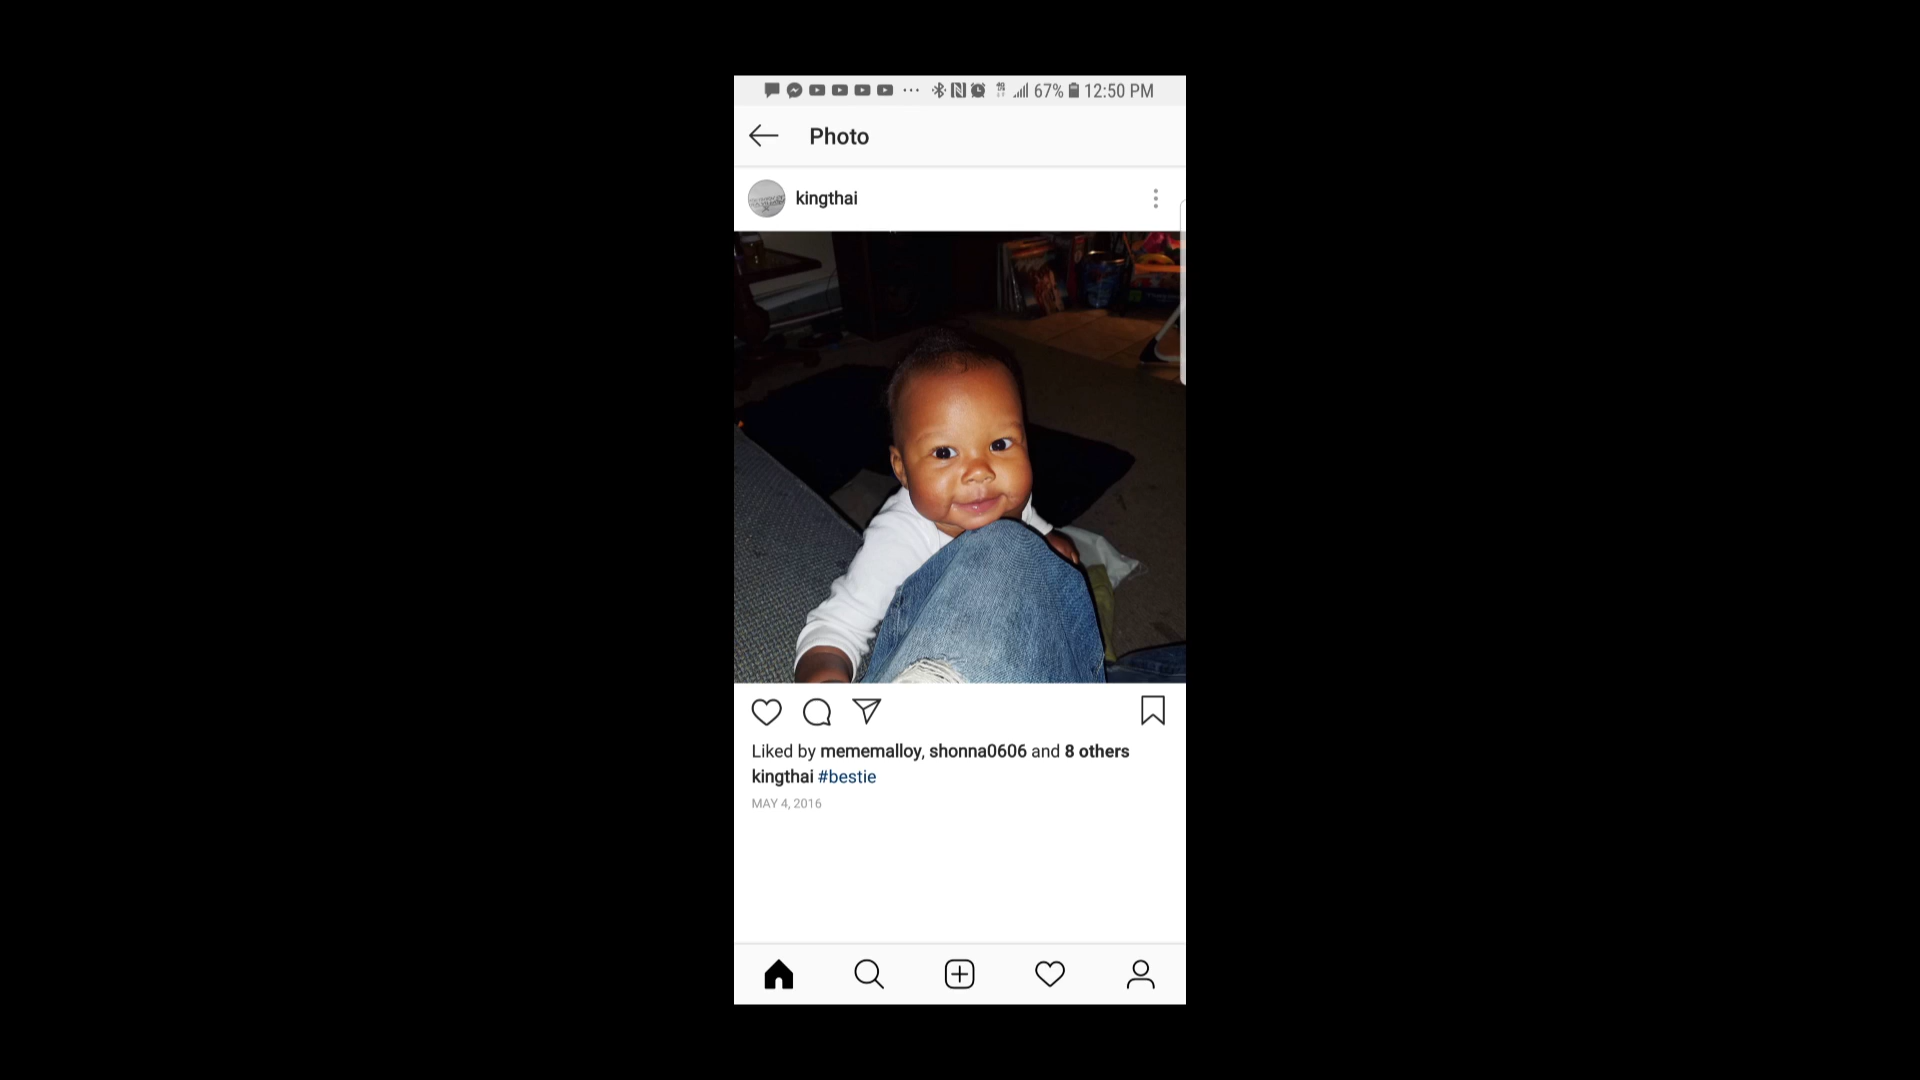 67% 12:50 PM
Photo
kingthai
Liked by mememalloy, shonna0606 and 8 others
kingthai #bestie
MAY 4, 2016